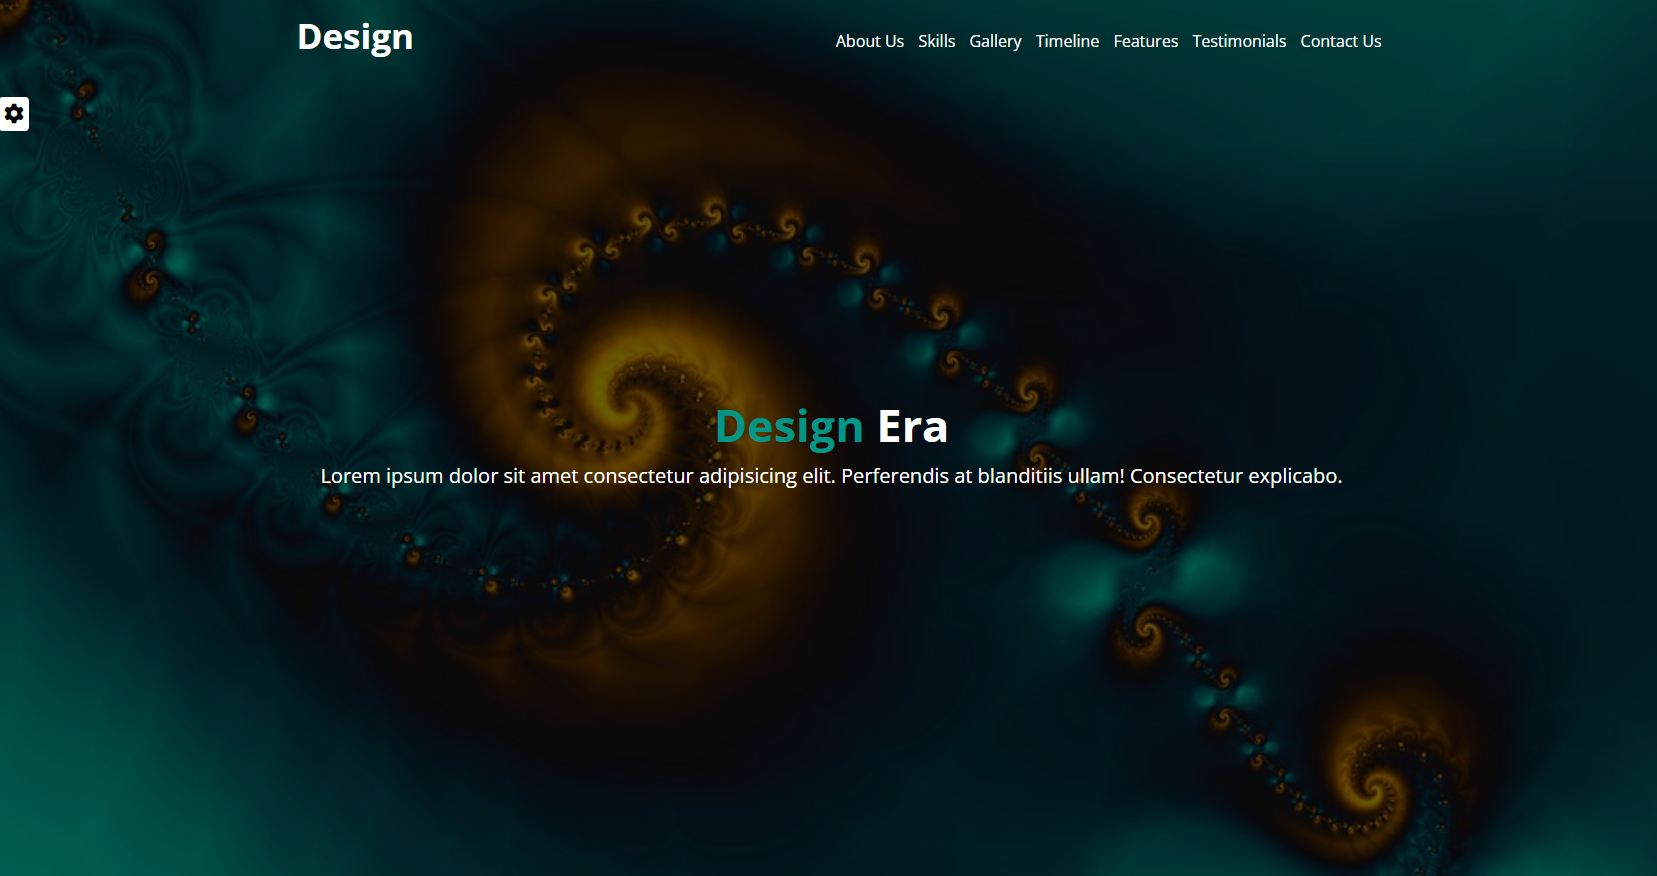 Design
About Us Skills Gallery Timeline Features Testimonials Contact Us
Design Era
Lorem ipsum dolor sit amet consectetur adipisicing elit. Perferendis at blanditiis ullam! Consectetur explicabo.